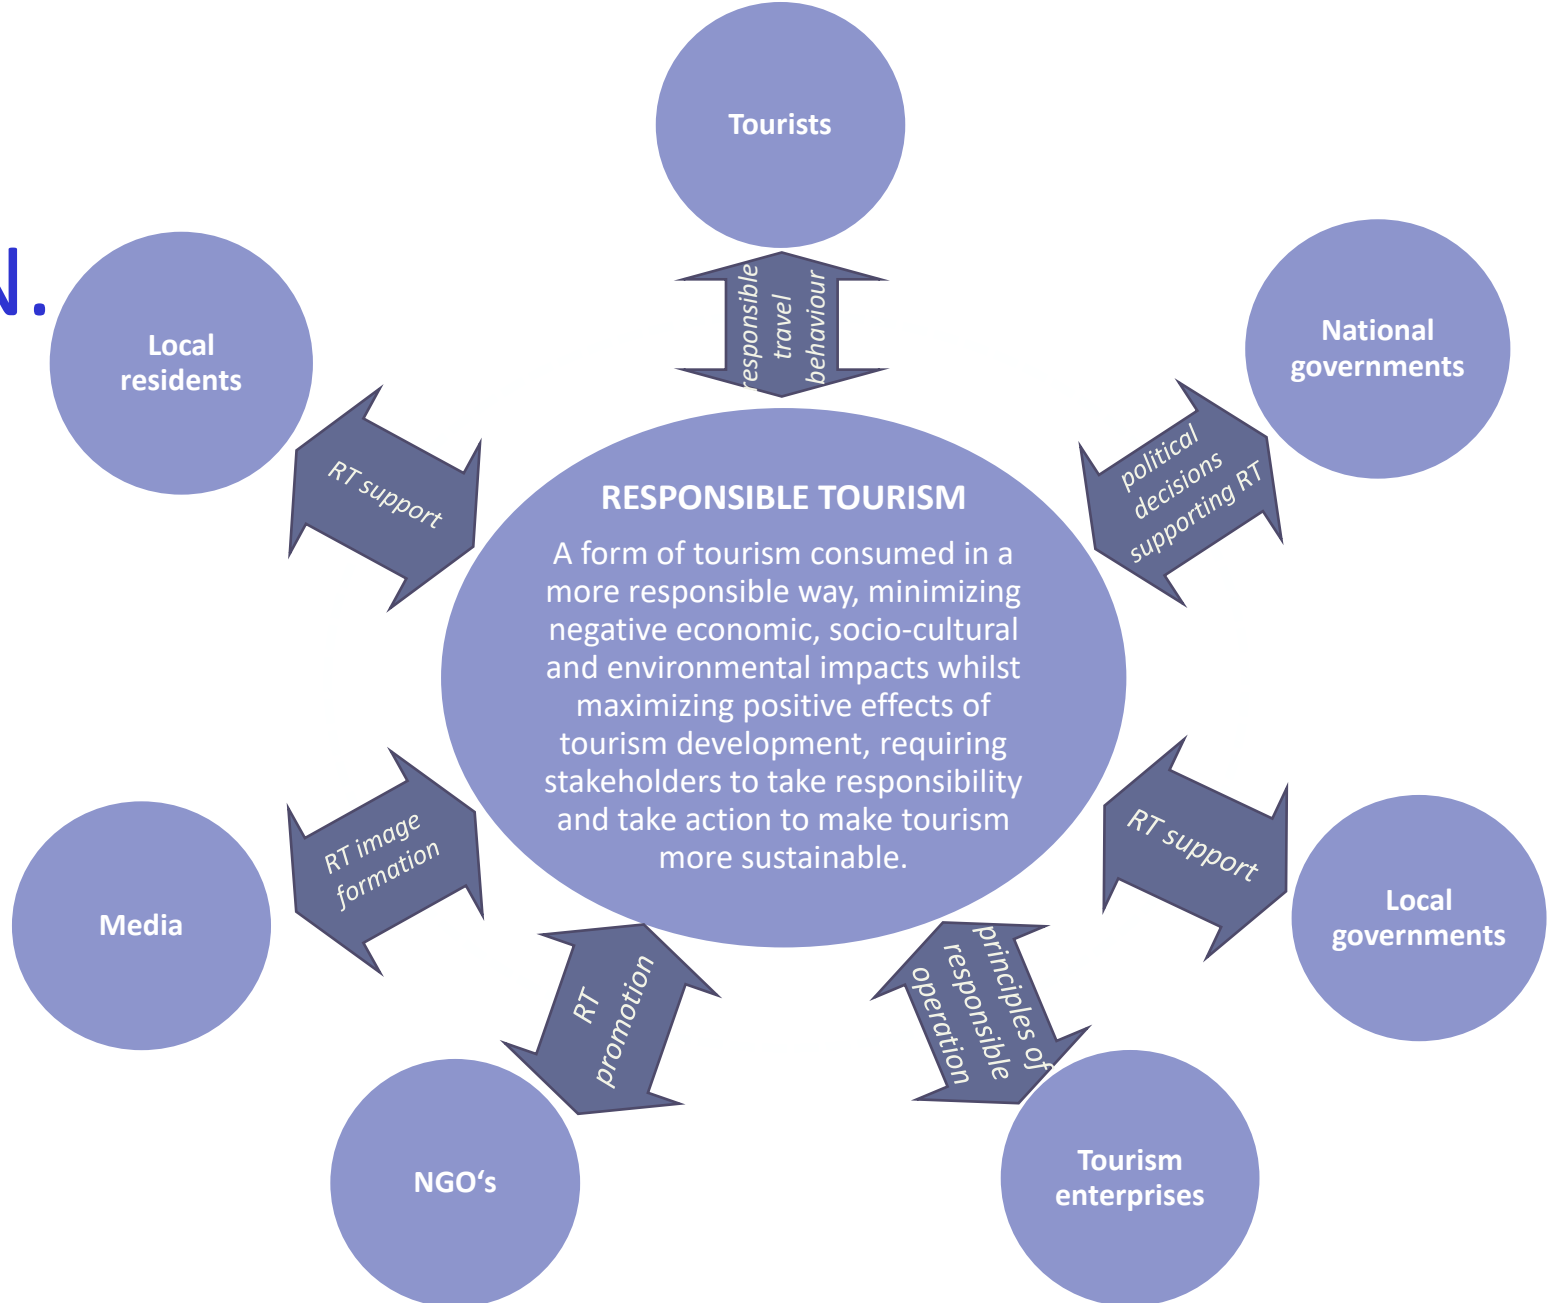 Tourists
responsible
travel
behaviour
N.
Local
residents
RT support
National
governments
political
decisions
supporting RT
RESPONSIBLE TOURISM
A form of tourism consumed in a
more responsible way, minimizing
negative economic, socio-cultural
and environmental impacts whilst
maximizing positive effects of
tourism development, requiring
stakeholders to take responsibility
and take action to make tourism
more sustainable.
RT image
formation
Media
RT support
Local
governments
RT
promotion
NGO‘s
principles of
responsible
operation
Tourism
enterprises